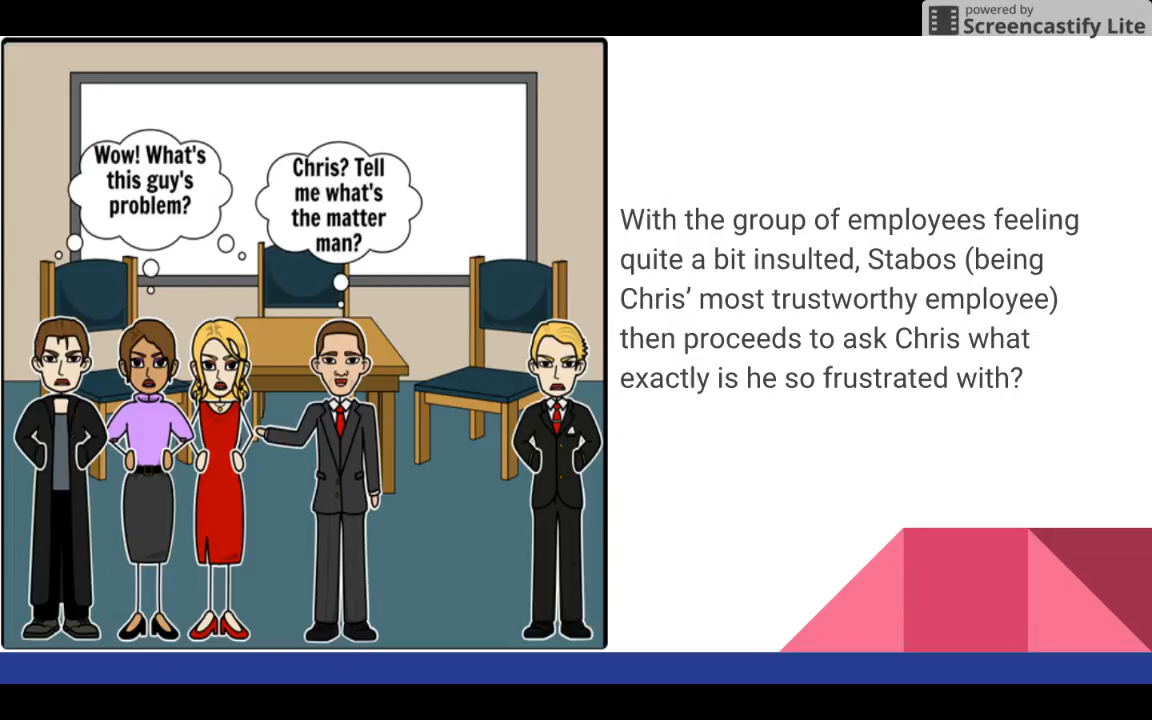 powered by
Screencastify Lite
Wow! What's
this guy's
problem?
Chris? Tell
me what's
the matter
man?
With the group of employees feeling
quite a bit insulted, Stabos (being
Chris’ most trustworthy employee)
then proceeds to ask Chris what
exactly is he so frustrated with?